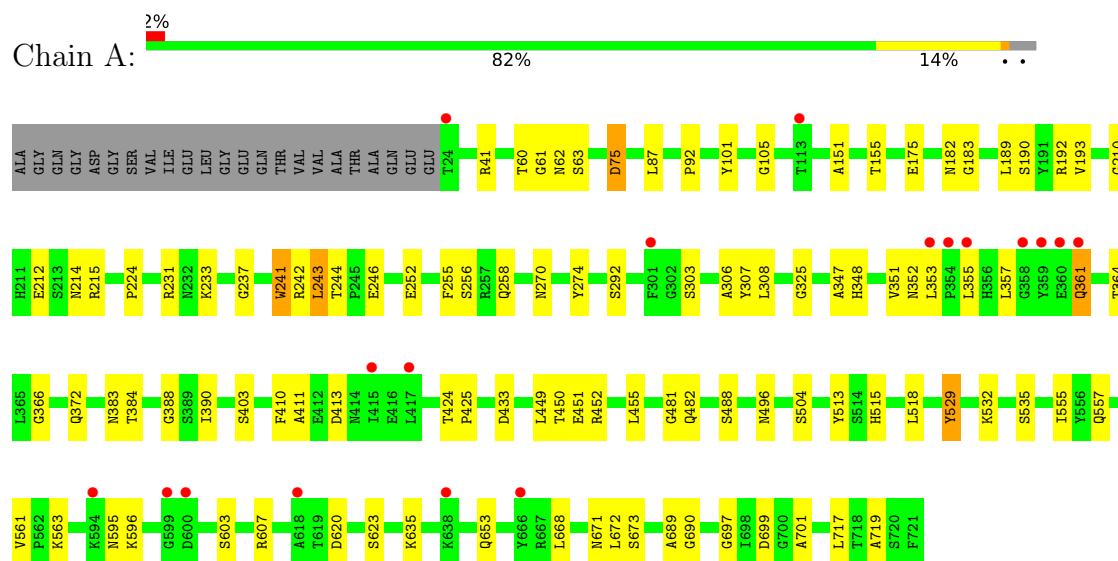 2%
Chain A:
82% 14% • •
ALA GLY GLN GLY ASP GLY SER VAL ILE GLU LEU GLY GLU GLN THR VAL VAL ALA THR ALA GLN GLU GLU T24 R41 T60 G61 N62 S63 D75 L87 P92 Y101 G105 T113 A151 T155 E175 N182 G183 L189 S190 Y191 R192 V193 G210
H211 E212 S213 N214 R215 P224 R231 N232 K233 G237 W241 R242 L243 T244 P245 E246 E252 F255 S256 R257 Q258 N270 Y274 S292 F301 G302 S303 A306 Y307 L308 G325 A347 H348 V351 N352 L353 P354 L355 H356 L357 G358 Y359 E360 Q361 T364
L365 G366 Q372 N383 T384 G388 S389 I390 S403 F410 A411 E412 D413 N414 I415 E416 L417 T424 P425 D433 L449 T450 E451 R452 L455 G481 Q482 S488 N496 S504 Y513 S514 H515 L518 Y529 K532 S535 I555 Y556 Q557
V561 P562 K563 K594 N595 K596 G599 D600 S603 R607 A618 T619 D620 S623 K635 K638 Q653 Y666 R667 L668 N671 L672 S673 A689 G690 G697 I698 D699 G700 A701 L717 T718 A719 S720 F721